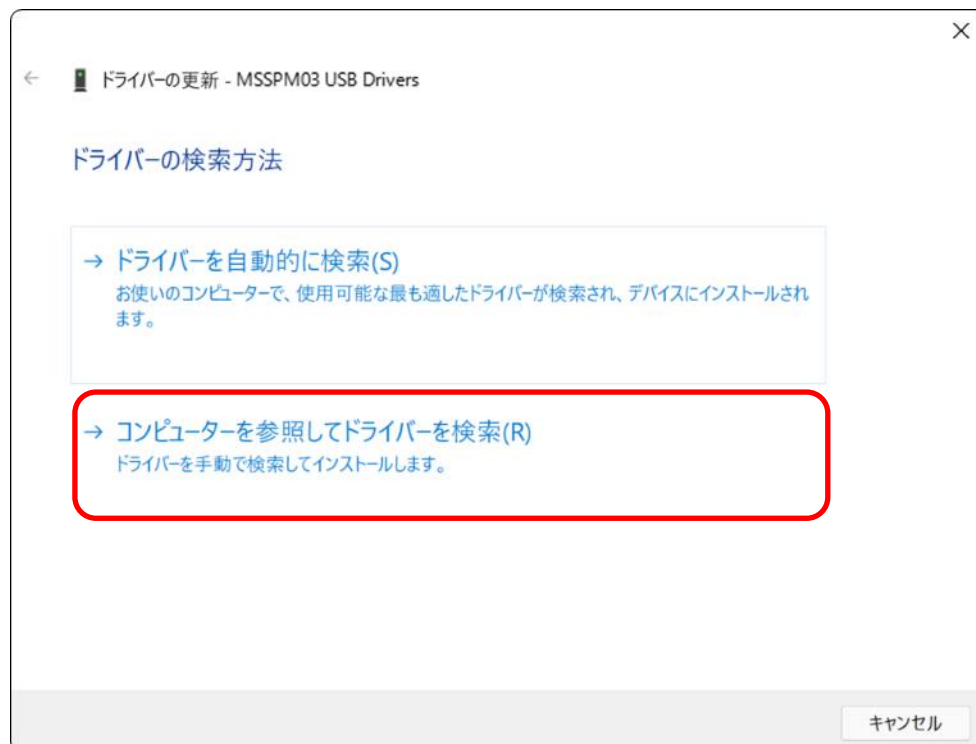 ドライバーの更新 - MSSPM03 USB Drivers
ドライバーの検索方法
→ ドライバーを自動的に検索(S)
お使いのコンピューターで、使用可能な最も適したドライバーが検索され、デバイスにインストールされ
ます。
→ コンピューターを参照してドライバーを検索(R)
ドライバーを手動で検索してインストールします。
キャンセル